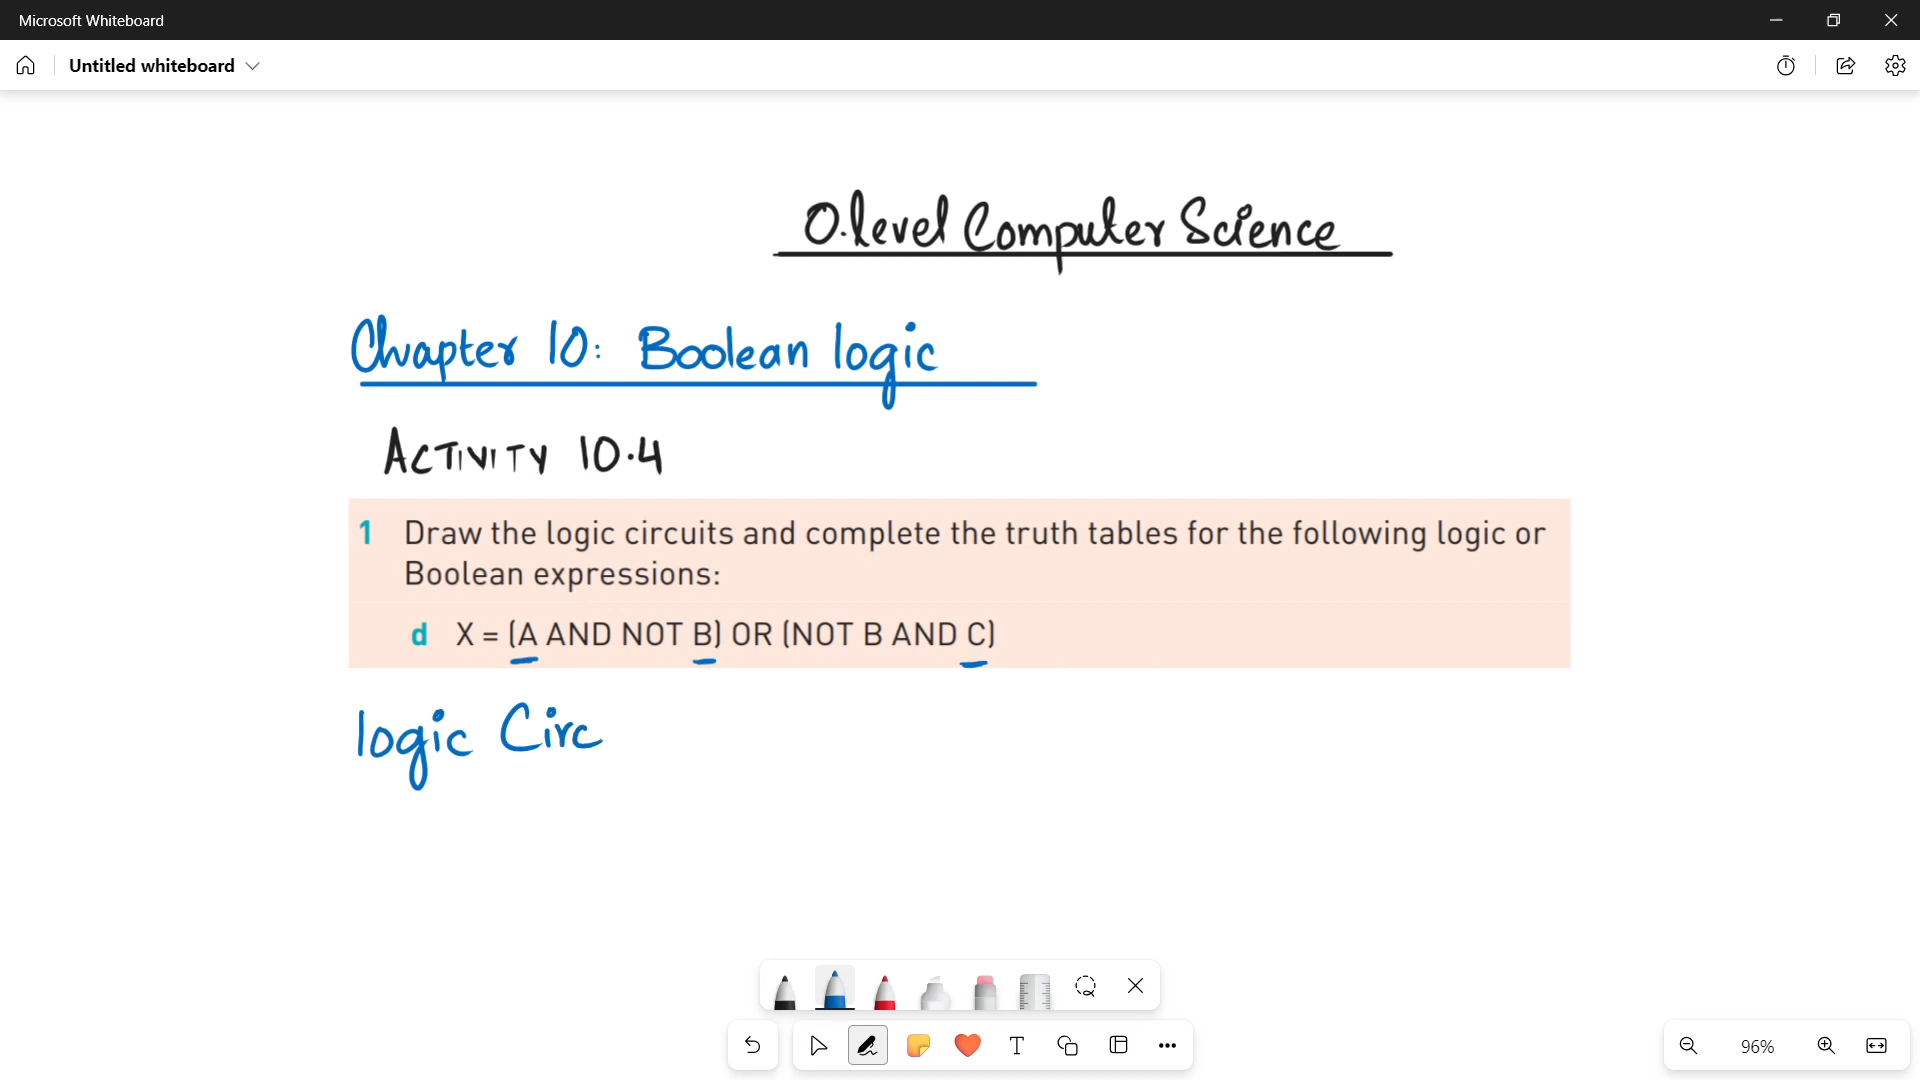 Microsoft Whiteboard
Untitled whiteboard
O.level Computer Science
Chapter 10: Boolean logic
ACTIVITY 10.4
1 Draw the logic circuits and complete the truth tables for the following logic or
Boolean expressions:
d X = (A AND NOT B) OR (NOT B AND C)
logic Circ
96%